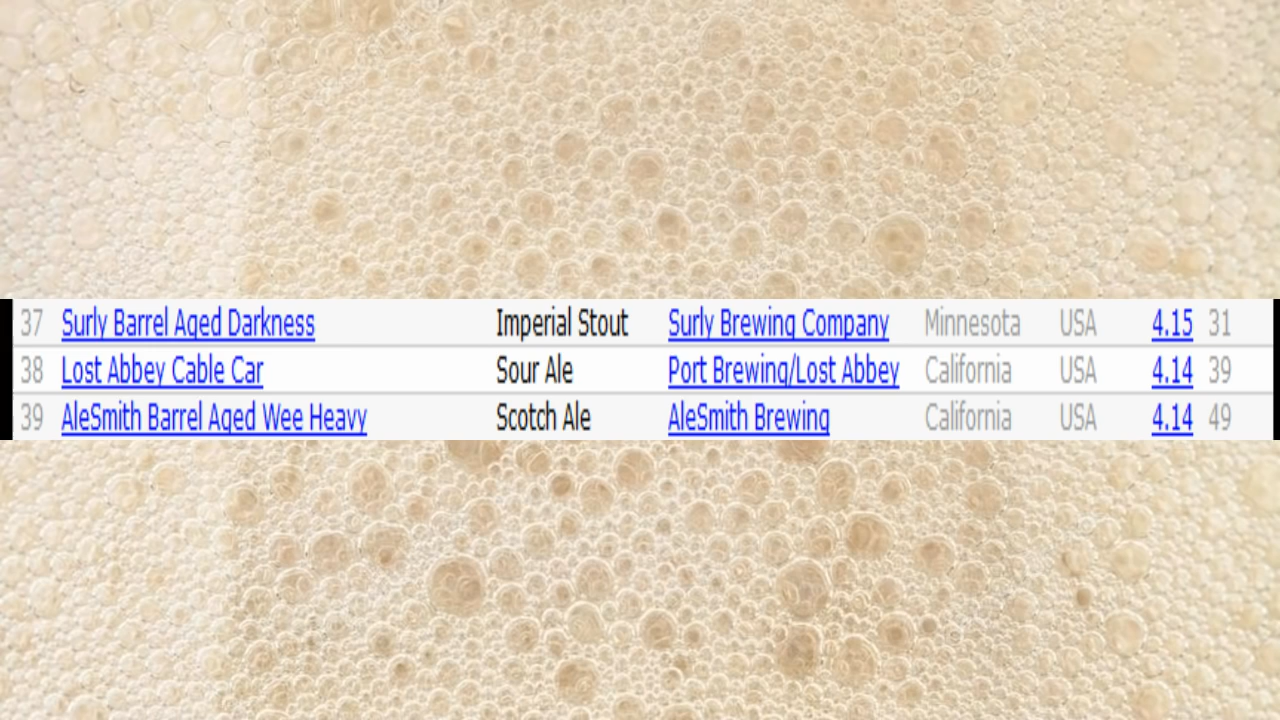 37 Surly Barrel Aged Darkness Imperial Stout Surly Brewing Company Minnesota USA 4.15 31
38 Lost Abbey Cable Car Sour Ale Port Brewing/Lost Abbey California USA 4.14 39
39 AleSmith Barrel Aged Wee Heavy Scotch Ale AleSmith Brewing California USA 4.14 49